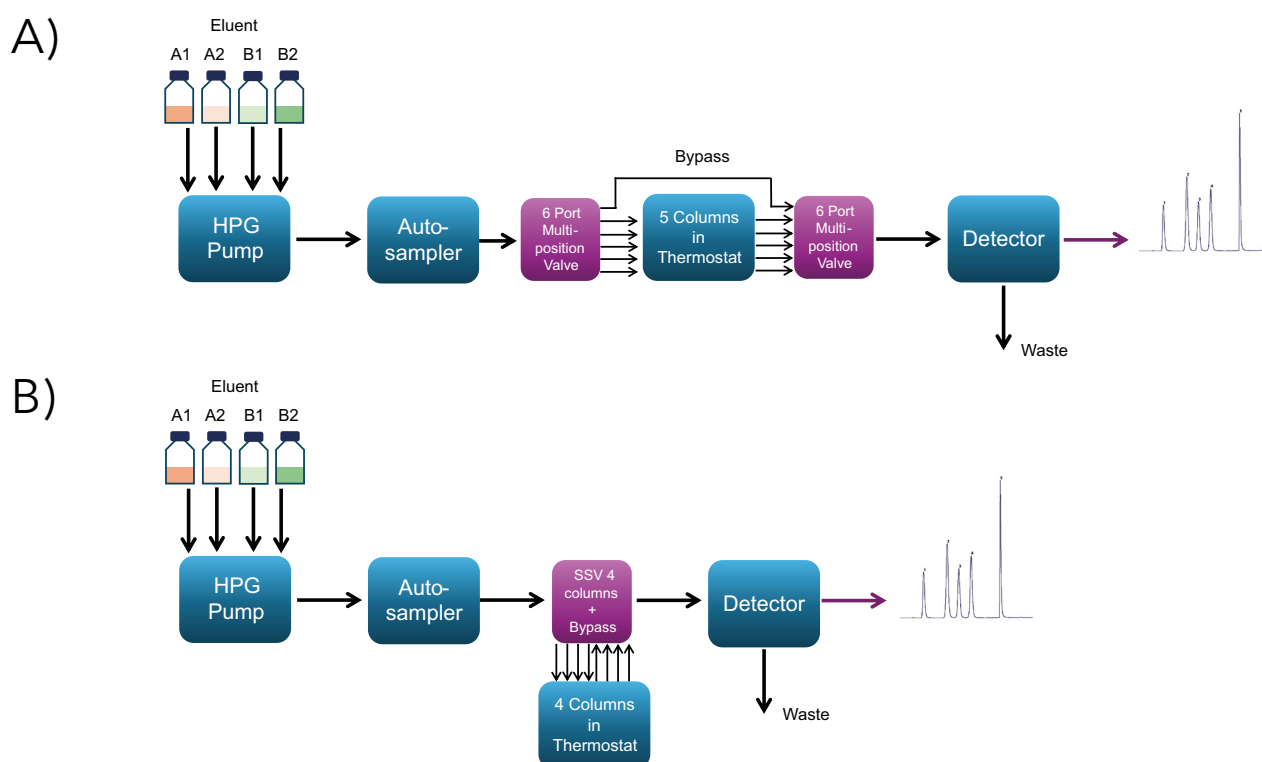 A)
Eluent
A1 A2 B1 B2
HPG
Pump
Auto-
sampler
6 Port
Multi-
position
Valve
Bypass
5 Columns
in
Thermostat
6 Port
Multi-
position
Valve
Detector
Waste
B)
Eluent
A1 A2 B1 B2
HPG
Pump
Auto-
sampler
SSV 4
columns
+
Bypass
4 Columns
in
Thermostat
Detector
Waste